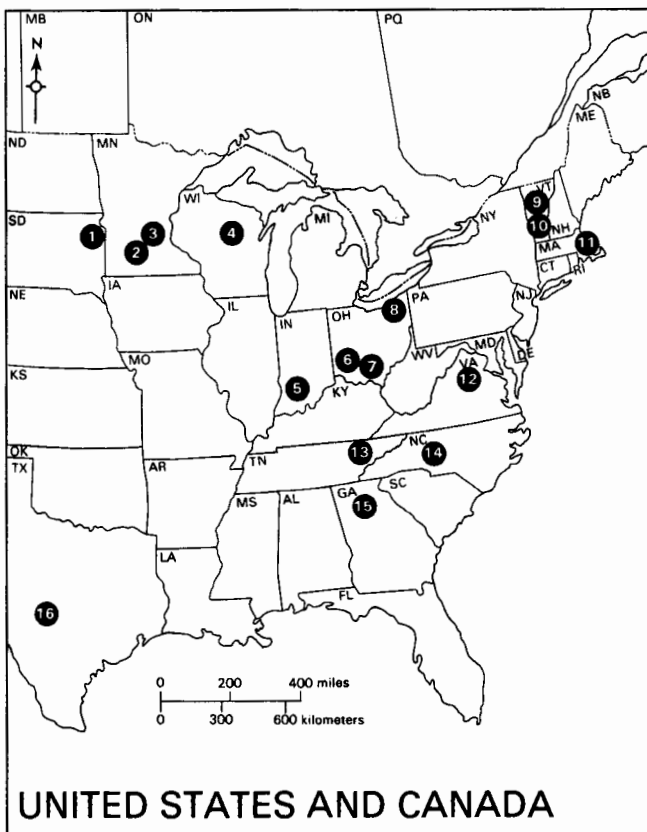 MB
ON
PQ
N
NB
ME
ND
MN
VT
WI
9
SD
MI
NY
1
3
4
10
NH
2
MA
11
CT
RI
IA
NE
PA
IL
IN
OH
8
NJ
MO
MD
WV
DE
6
7
VA
KS
5
KY
12
OK
TN
13
NC
14
TX
AR
SC
MS
AL
GA
15
LA
FL
16
0 200 400 miles
0 300 600 kilometers
UNITED STATES AND CANADA